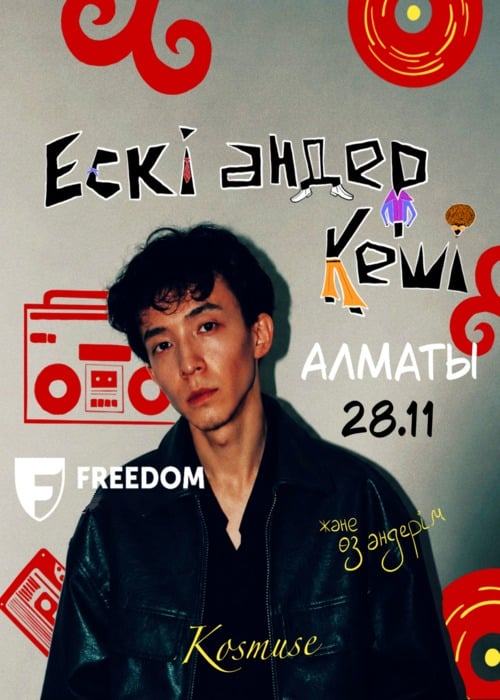 Ескі әндер
Кеші
АЛМАТЫ
28.11
FREEDOM
және
өз әндерім
Kosmuse